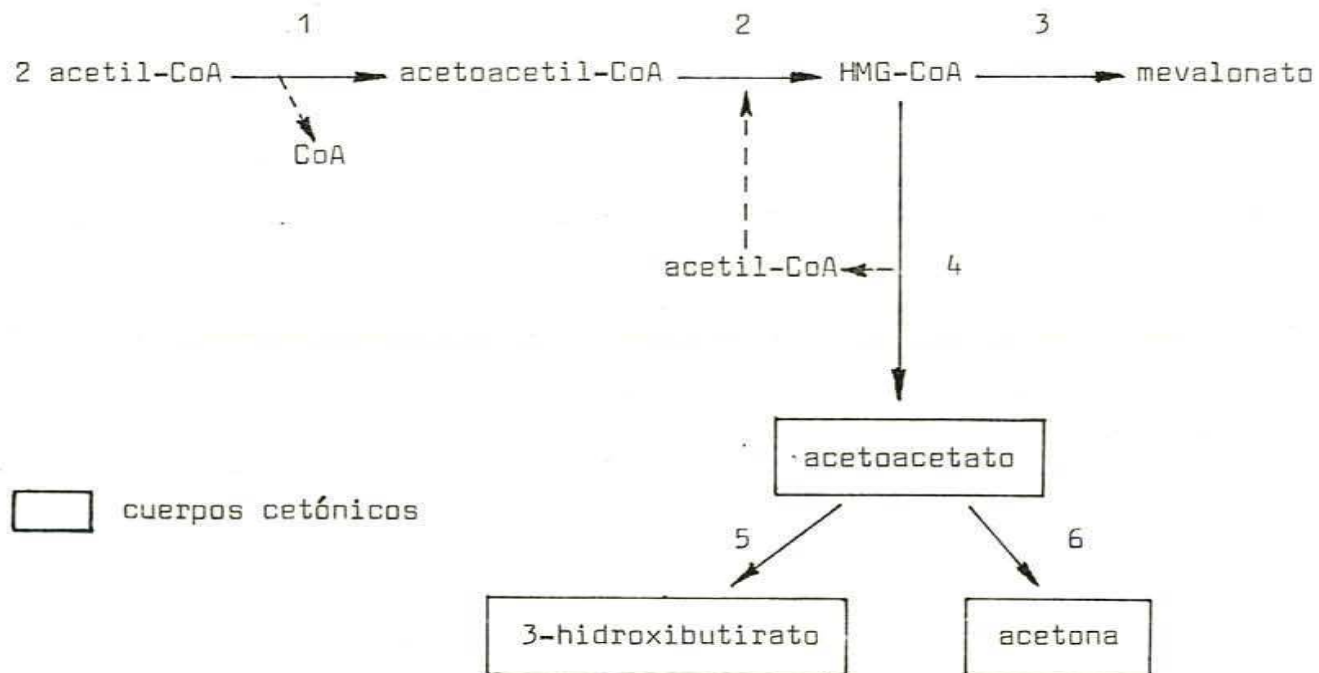 1 2 3
2 acetil-CoA acetoacetil-CoA HMG-CoA mevalonato
CoA
acetil-CoA 4
acetoacetato
cuerpos cetónicos
5 6
3-hidroxibutirato acetona